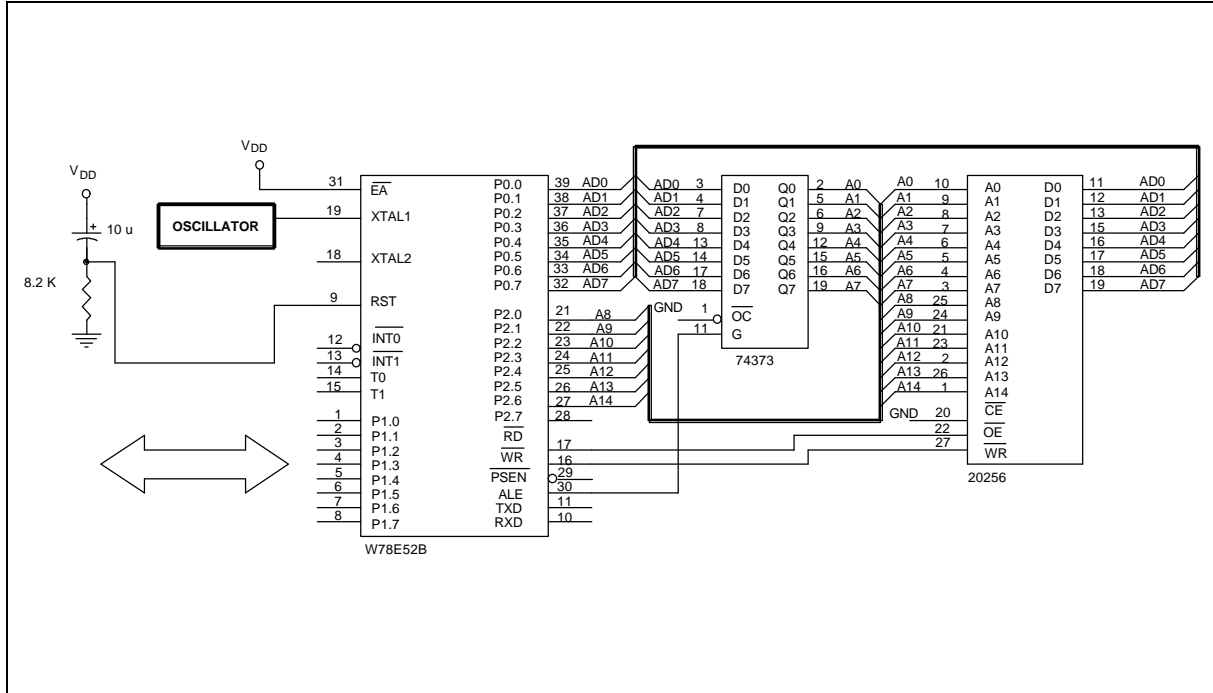 VDD
10 u
8.2 K
VDD
OSCILLATOR
31 EA
19 XTAL1
18 XTAL2
9 RST
12 INT0
13 INT1
14 T0
15 T1
1 P1.0
2 P1.1
3 P1.2
4 P1.3
5 P1.4
6 P1.5
7 P1.6
8 P1.7
P0.0 39 AD0
P0.1 38 AD1
P0.2 37 AD2
P0.3 36 AD3
P0.4 35 AD4
P0.5 34 AD5
P0.6 33 AD6
P0.7 32 AD7
P2.0 21 A8
P2.1 22 A9
P2.2 23 A10
P2.3 24 A11
P2.4 25 A12
P2.5 26 A13
P2.6 27 A14
P2.7 28
RD 17
WR 16
PSEN 29
ALE 30
TXD 11
RXD 10
W78E52B
AD0 3 D0 Q0 2 A0
AD1 4 D1 Q1 5 A1
AD2 7 D2 Q2 6 A2
AD3 8 D3 Q3 9 A3
AD4 13 D4 Q4 12 A4
AD5 14 D5 Q5 15 A5
AD6 17 D6 Q6 16 A6
AD7 18 D7 Q7 19 A7
GND 1 OC
11 G
74373
A0 10 A0 D0 11 AD0
A1 9 A1 D1 12 AD1
A2 8 A2 D2 13 AD2
A3 7 A3 D3 15 AD3
A4 6 A4 D4 16 AD4
A5 5 A5 D5 17 AD5
A6 4 A6 D6 18 AD6
A7 3 A7 D7 19 AD7
A8 25 A8
A9 24 A9
A10 21 A10
A11 23 A11
A12 2 A12
A13 26 A13
A14 1 A14
GND 20 CE
22 OE
27 WR
20256